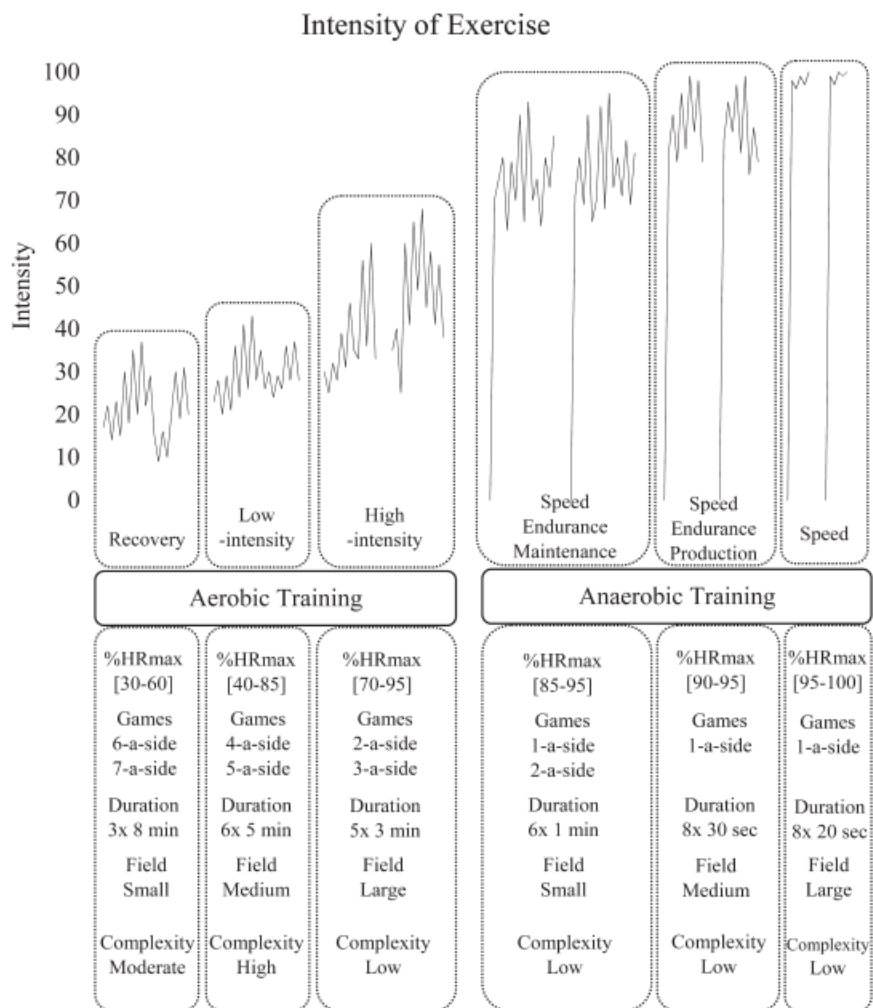 Intensity of Exercise
100
90
80
70
60
50
40
30
20
10
0
Intensity
Recovery
Low
-intensity
High
-intensity
Speed
Endurance
Maintenance
Speed
Endurance
Production
Speed
Aerobic Training
Anaerobic Training
%HRmax
[30-60]
Games
6-a-side
7-a-side
Duration
3x 8 min
Field
Small
Complexity
Moderate
%HRmax
[40-85]
Games
4-a-side
5-a-side
Duration
6x 5 min
Field
Medium
Complexity
High
%HRmax
[70-95]
Games
2-a-side
3-a-side
Duration
5x 3 min
Field
Large
Complexity
Low
%HRmax
[85-95]
Games
1-a-side
2-a-side
Duration
6x 1 min
Field
Small
Complexity
Low
%HRmax
[90-95]
Games
1-a-side
Duration
8x 30 sec
Field
Medium
Complexity
Low
%HRmax
[95-100]
Games
1-a-side
Duration
8x 20 sec
Field
Large
Complexity
Low